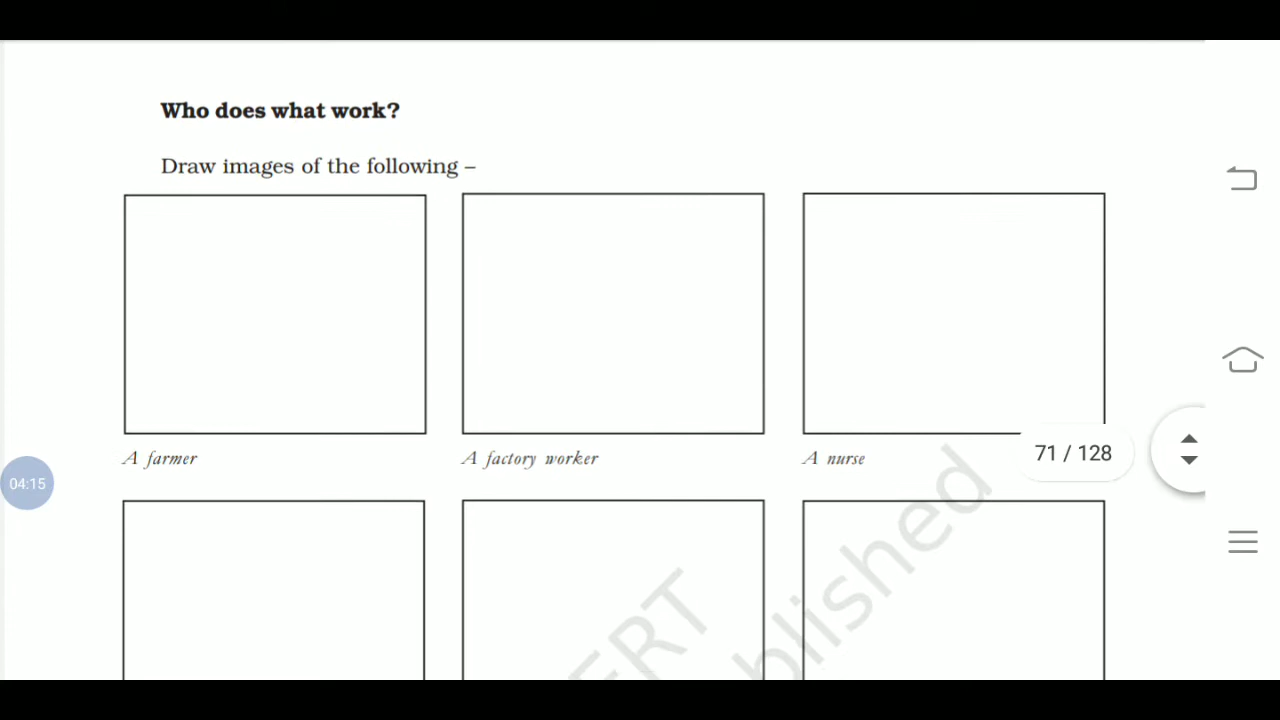 Who does what work?
Draw images of the following –
A farmer
A factory worker
A nurse
71 / 128
04:15